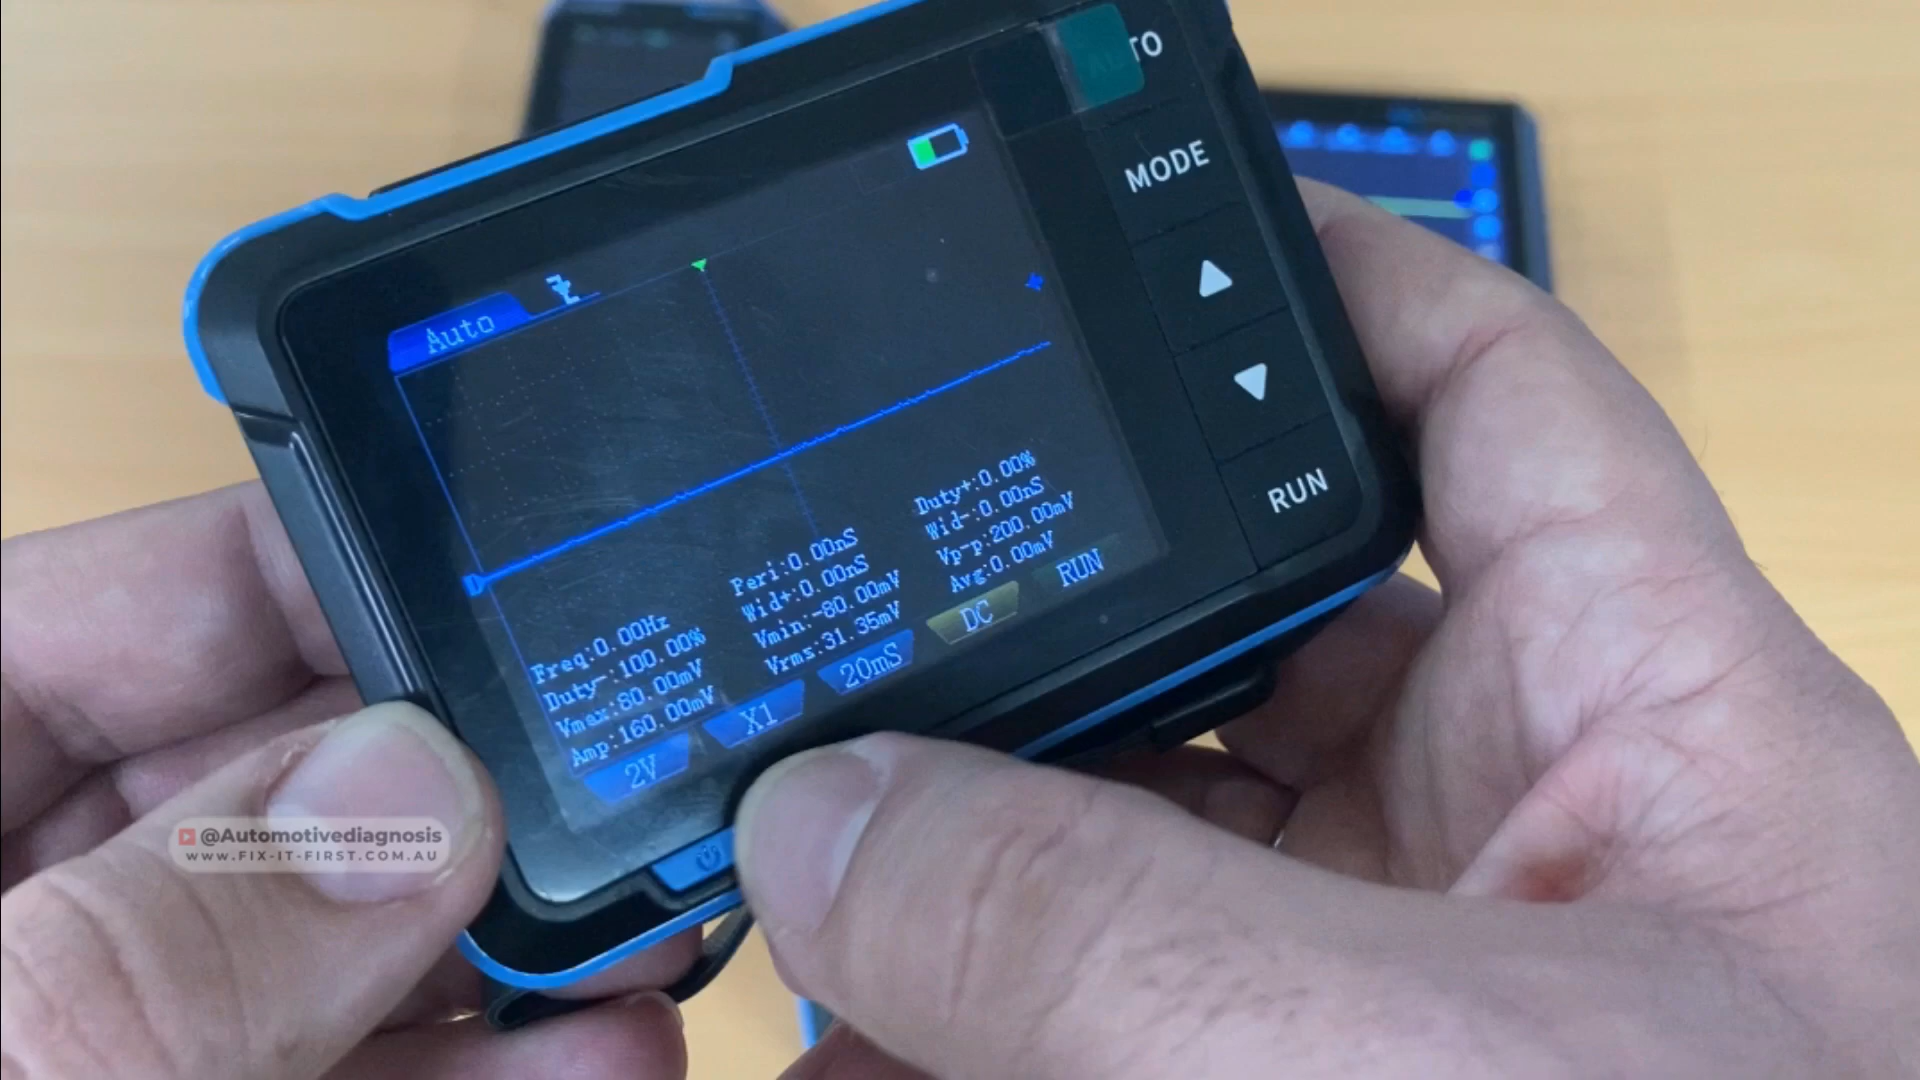 AUTO
MODE
RUN
Auto
Freq:0.00Hz
Peri:0.00nS
Duty+:0.00%
Duty-:100.00%
Wid+:0.00nS
Wid-:0.00nS
Vmax:80.00mV
Vmin:-80.00mV
Vp-p:200.00mV
Amp:160.00mV
Vrms:31.35mV
Avg:0.00mV
2V
X1
20mS
DC
RUN
@Automotivediagnosis
WWW.FIX-IT-FIRST.COM.AU